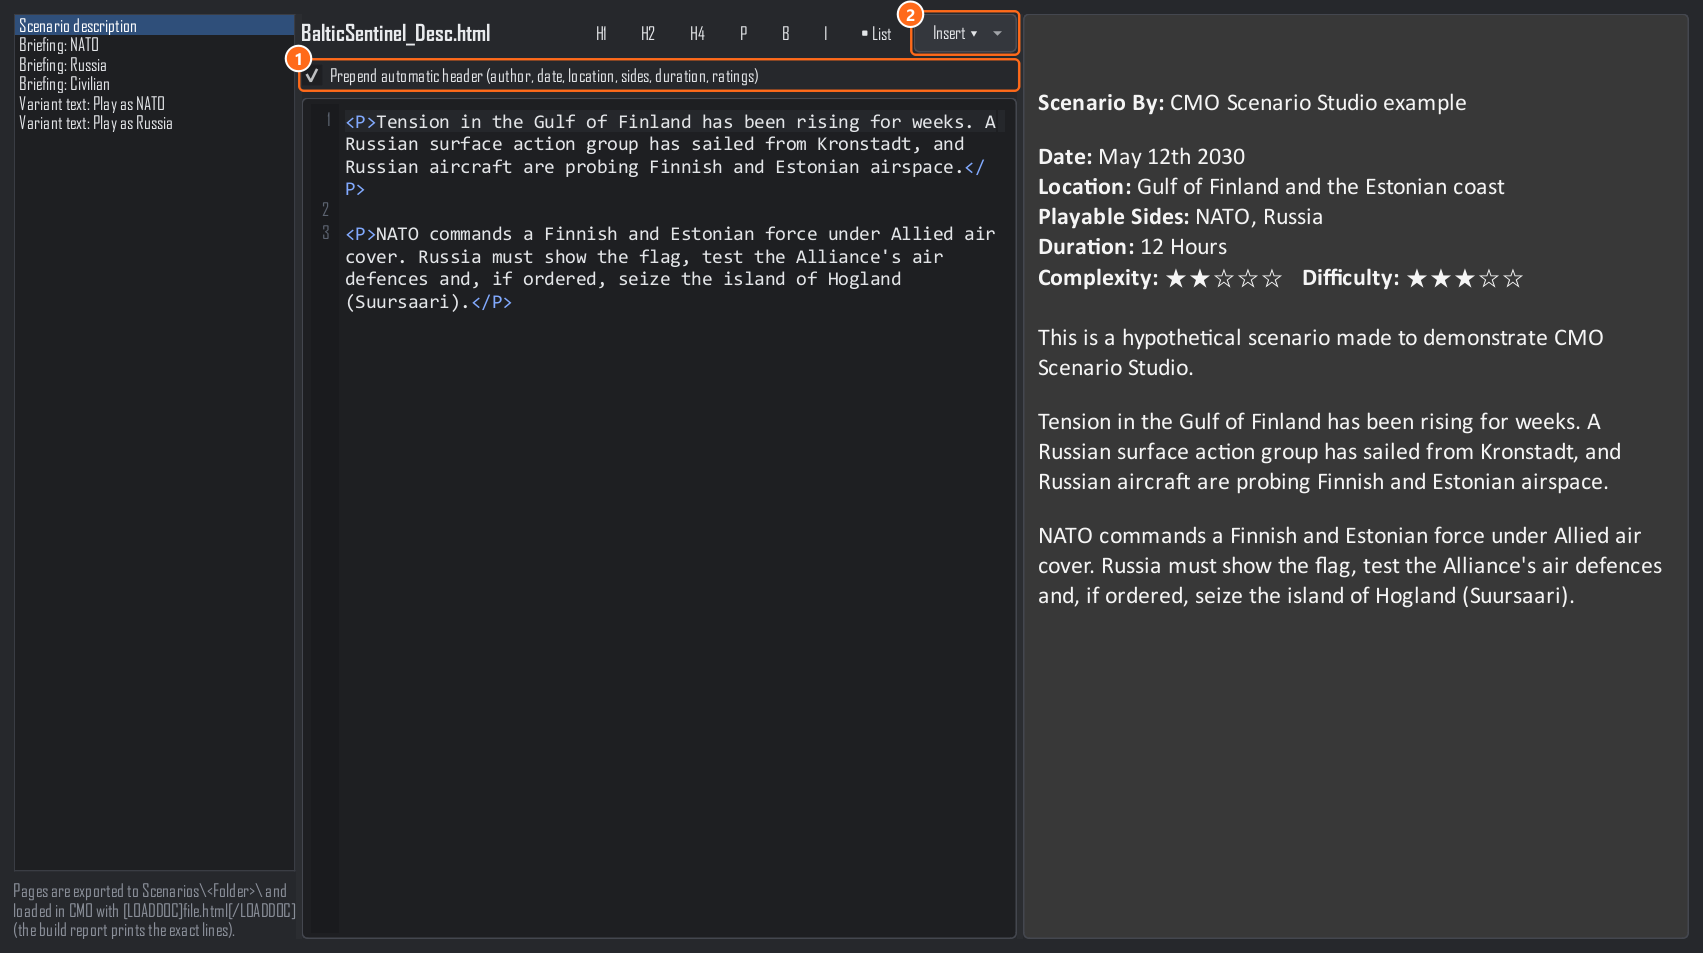 Scenario description
Briefing: NATO
Briefing: Russia
Briefing: Civilian
Variant text: Play as NATO
Variant text: Play as Russia
Pages are exported to Scenarios\<Folder>\ and
loaded in CMO with [LOADDOC]file.html[/LOADDOC]
(the build report prints the exact lines).
BalticSentinel_Desc.html
H1 H2 H4 P B I ▪ List
2
Insert ▾
1
✓ Prepend automatic header (author, date, location, sides, duration, ratings)
1 <P>Tension in the Gulf of Finland has been rising for weeks. A
Russian surface action group has sailed from Kronstadt, and
Russian aircraft are probing Finnish and Estonian airspace.</
P>
2
3 <P>NATO commands a Finnish and Estonian force under Allied air
cover. Russia must show the flag, test the Alliance's air
defences and, if ordered, seize the island of Hogland
(Suursaari).</P>
Scenario By: CMO Scenario Studio example
Date: May 12th 2030
Location: Gulf of Finland and the Estonian coast
Playable Sides: NATO, Russia
Duration: 12 Hours
Complexity: ★★☆☆☆ Difficulty: ★★★☆☆
This is a hypothetical scenario made to demonstrate CMO
Scenario Studio.
Tension in the Gulf of Finland has been rising for weeks. A
Russian surface action group has sailed from Kronstadt, and
Russian aircraft are probing Finnish and Estonian airspace.
NATO commands a Finnish and Estonian force under Allied air
cover. Russia must show the flag, test the Alliance's air defences
and, if ordered, seize the island of Hogland (Suursaari).